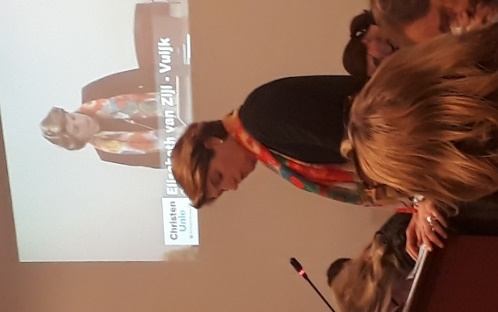 Elisabeth van Zijl - Vuijk
Christen
Unie